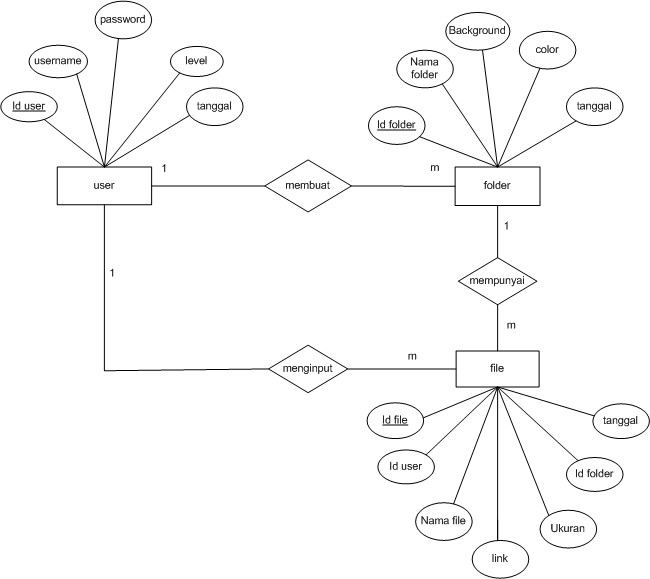 password
username
level
Id user
tanggal
Background
color
Nama
folder
Id folder
tanggal
user
1
membuat
m
folder
1
1
mempunyai
m
menginput
m
file
Id file
tanggal
Id user
Id folder
Nama file
Ukuran
link